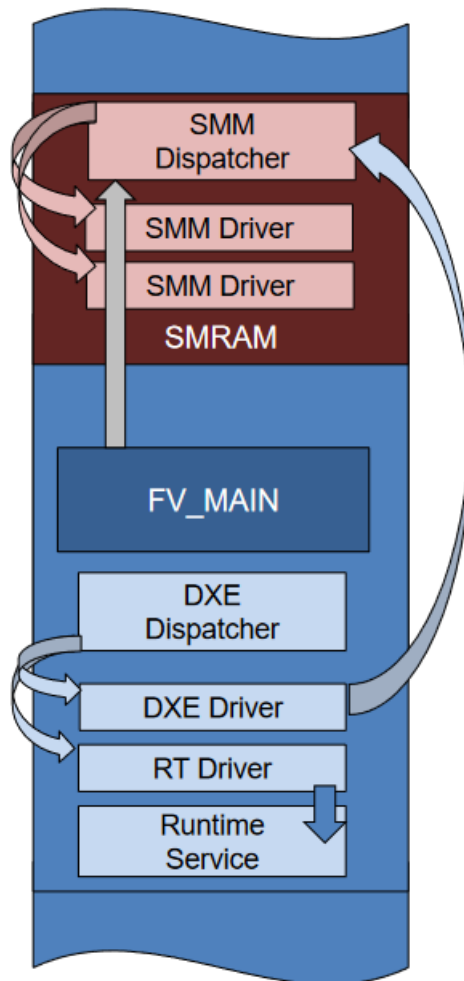 SMM
Dispatcher
SMM Driver
SMM Driver
SMRAM
FV_MAIN
DXE
Dispatcher
DXE Driver
RT Driver
Runtime
Service